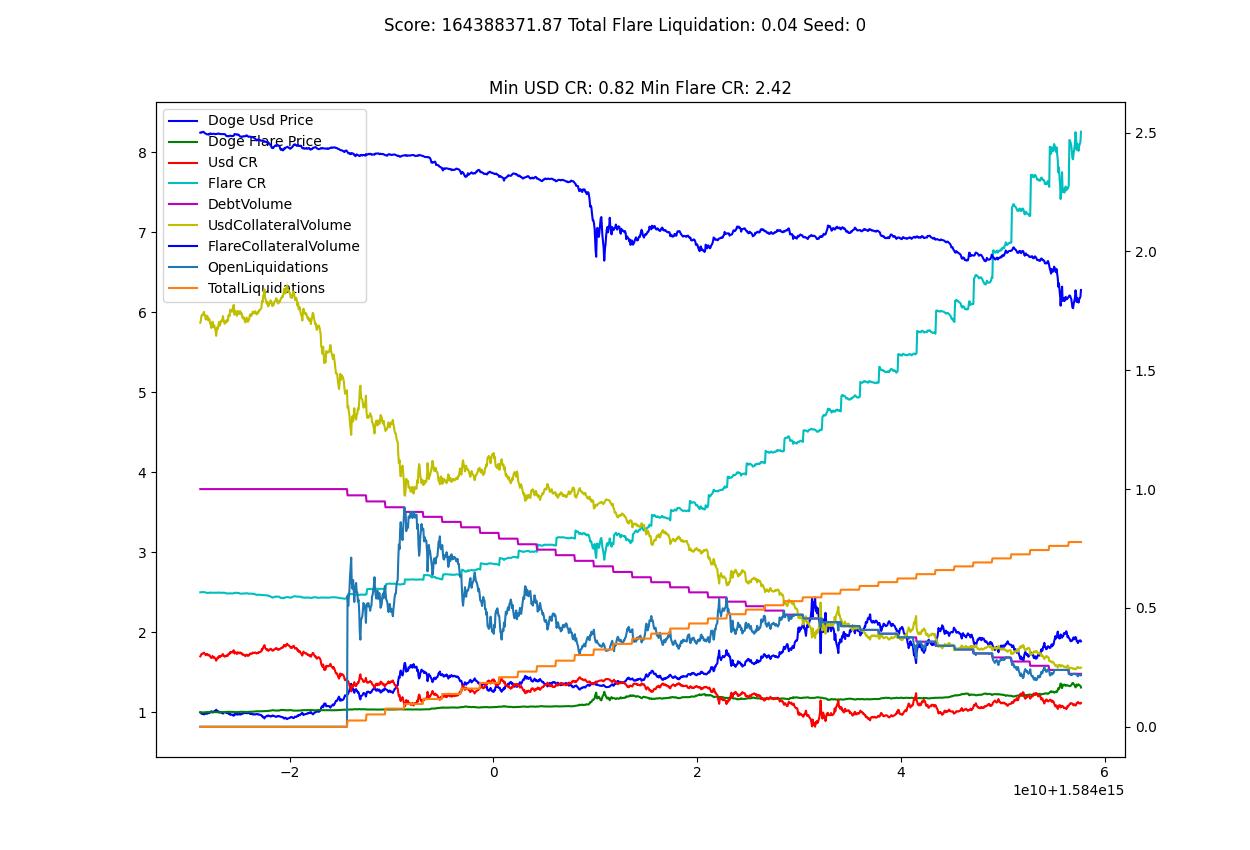 Score: 164388371.87 Total Flare Liquidation: 0.04 Seed: 0
Min USD CR: 0.82 Min Flare CR: 2.42
Doge Usd Price
Doge Flare Price
Usd CR
Flare CR
DebtVolume
UsdCollateralVolume
FlareCollateralVolume
OpenLiquidations
TotalLiquidations
8
7
6
5
4
3
2
1
2.5
2.0
1.5
1.0
0.5
0.0
−2
0
2
4
6
1e10+1.584e15